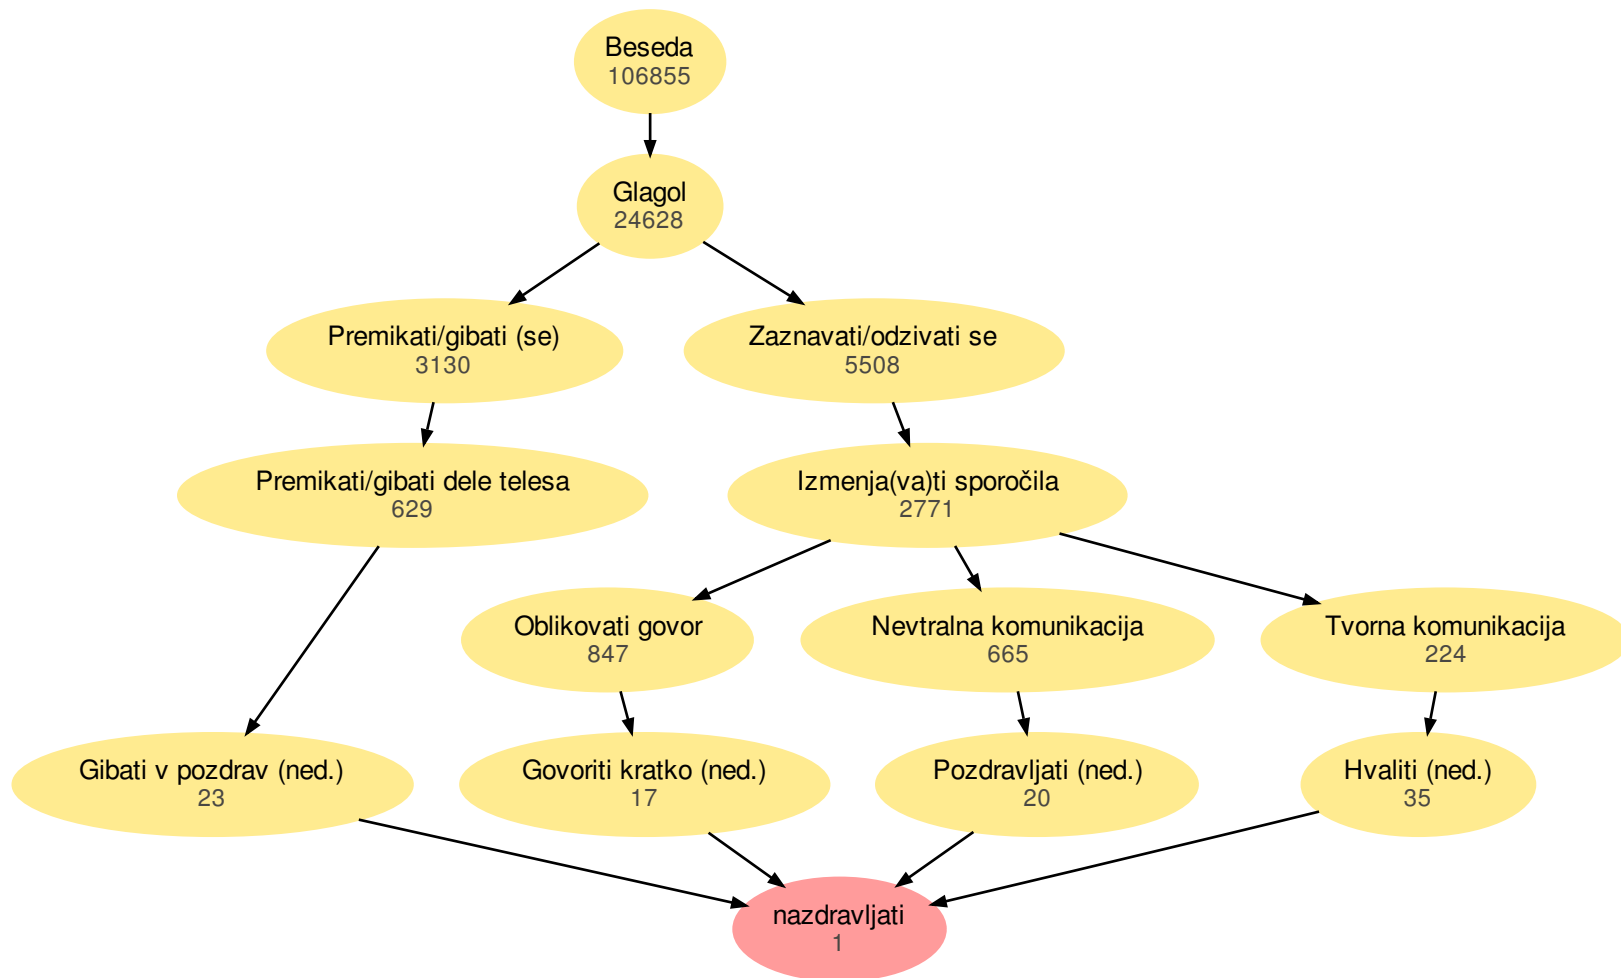 Beseda
106855
Glagol
24628
Premikati/gibati (se)
3130
Zaznavati/odzivati se
5508
Premikati/gibati dele telesa
629
Izmenja(va)ti sporočila
2771
Oblikovati govor
847
Nevtralna komunikacija
665
Tvorna komunikacija
224
Gibati v pozdrav (ned.)
23
Govoriti kratko (ned.)
17
Pozdravljati (ned.)
20
Hvaliti (ned.)
35
nazdravljati
1